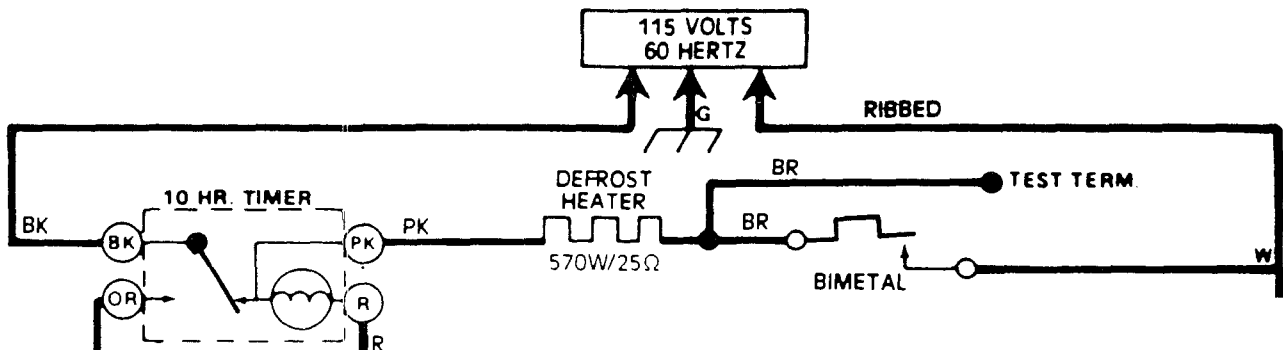 115 VOLTS
60 HERTZ
G
RIBBED
BR
TEST TERM.
DEFROST
HEATER
10 HR. TIMER
BK
BK
PK
PK
BR
570W/25Ω
BIMETAL
W
OR
R
R